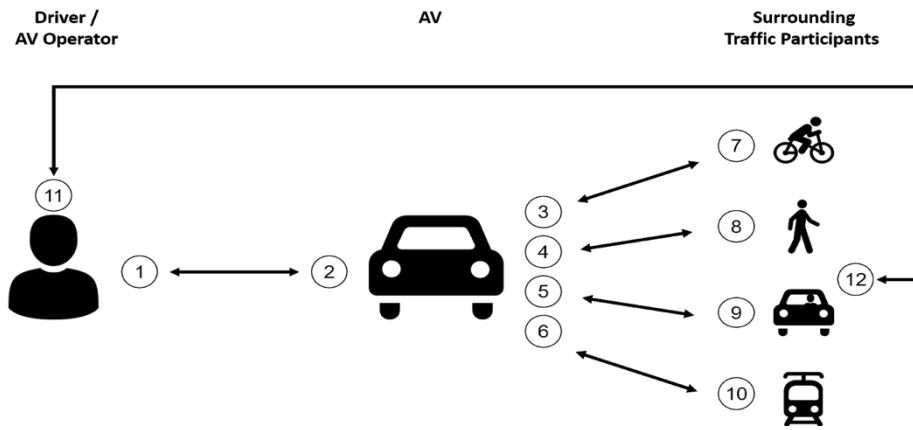 Driver /
AV Operator
AV
Surrounding
Traffic Participants
7
11
3
8
4
1
2
12
5
9
6
10